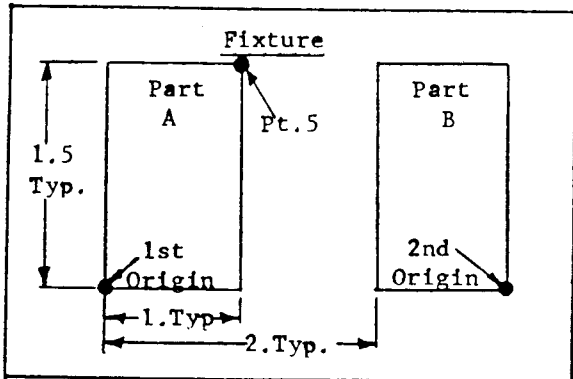 Fixture
Part
A
Part
B
Pt.5
1.5
Typ.
1st
Origin
2nd
Origin
1.Typ
2.Typ.